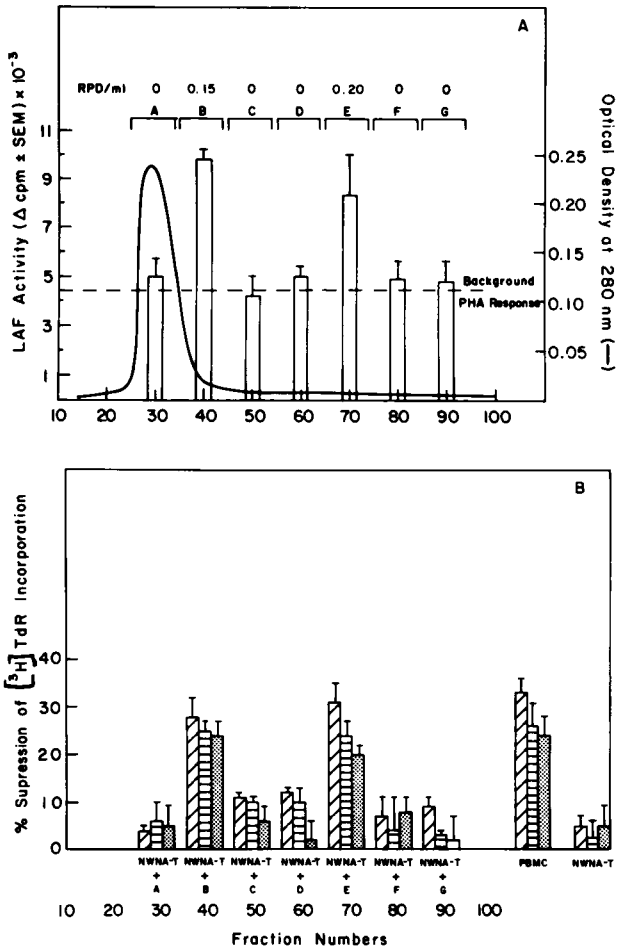 A
RPD/ml 0 0.15 0 0 0.20 0 0
A B C D E F G
LAF Activity (Δ cpm ± SEM) × 10⁻³
11
9
7
5
3
1
0.25
0.20
0.15
0.10
0.05
Optical Density at 280 nm (—)
Background
PHA Response
10 20 30 40 50 60 70 80 90 100
B
% Supression of [³H] TdR Incorporation
40
30
20
10
0
NWNA-T NWNA-T NWNA-T NWNA-T NWNA-T NWNA-T NWNA-T PBMC NWNA-T
+ + + + + + +
A B C D E F G
10 20 30 40 50 60 70 80 90 100
Fraction Numbers